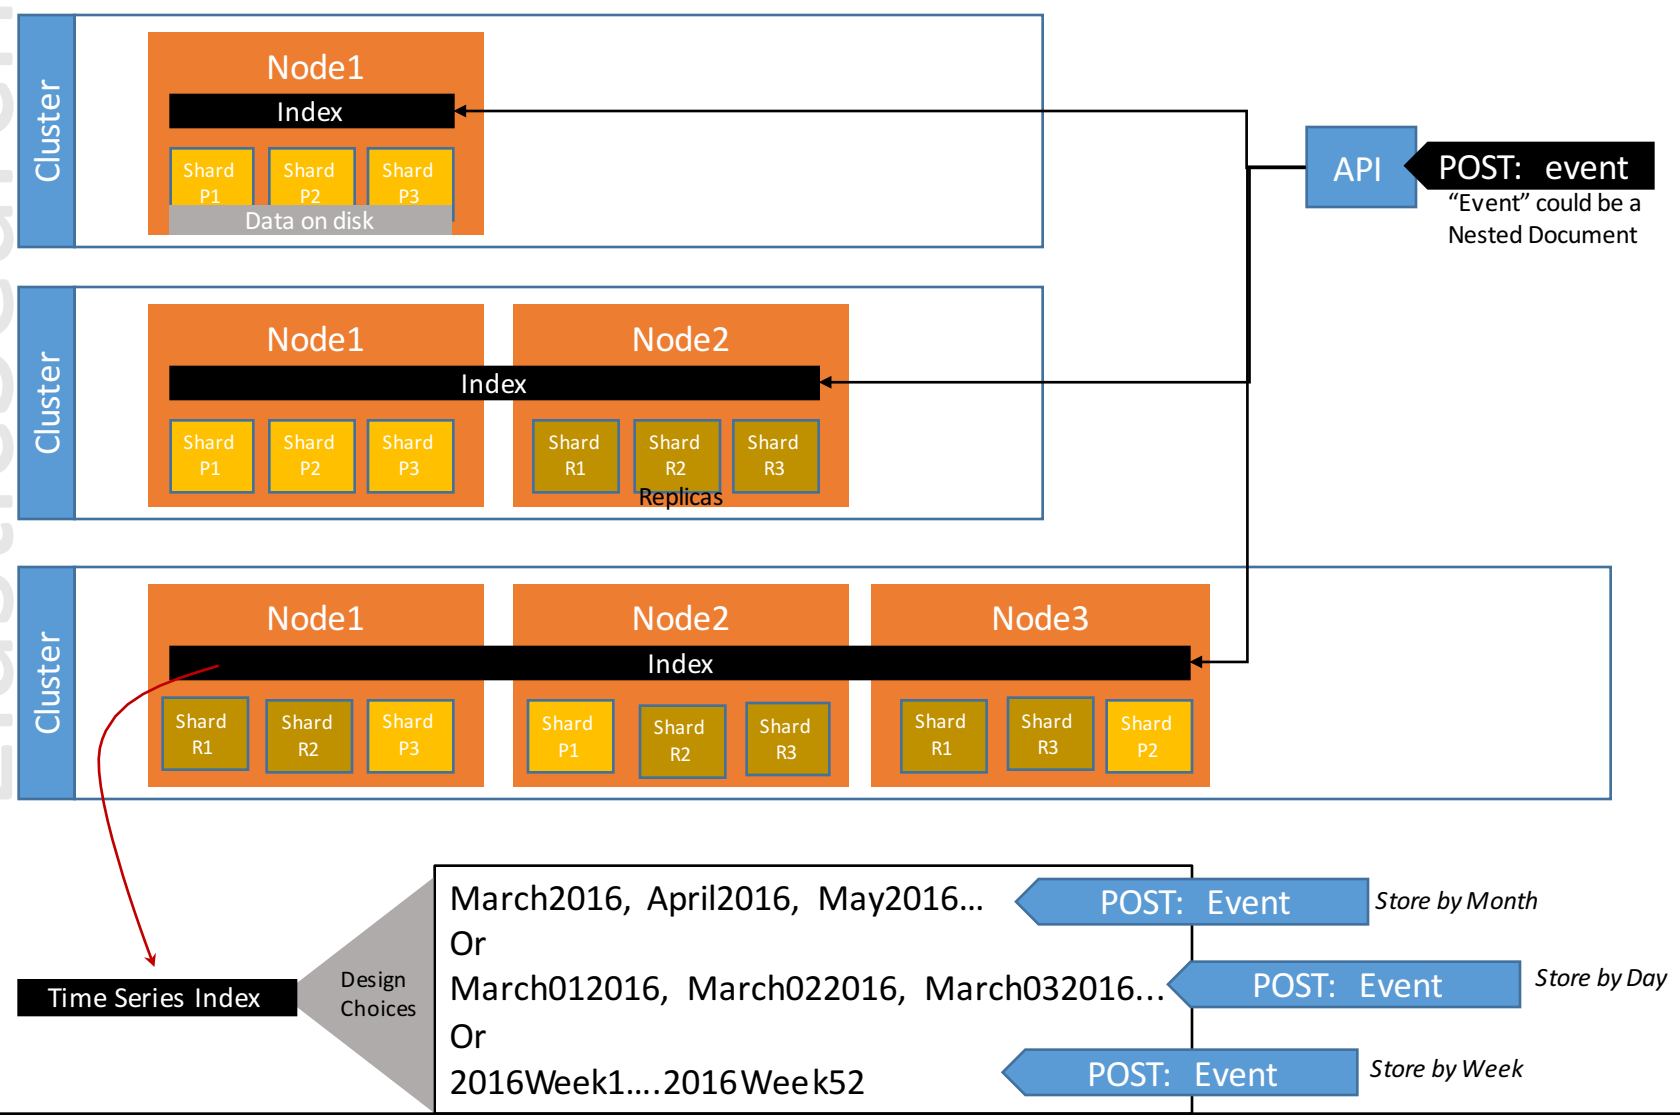 Cluster
Node1
Index
Shard P1
Shard P2
Shard P3
Data on disk
API
POST: event
“Event” could be a
Nested Document
Cluster
Node1
Node2
Index
Shard P1
Shard P2
Shard P3
Shard R1
Shard R2
Shard R3
Replicas
Cluster
Node1
Node2
Node3
Index
Shard R1
Shard R2
Shard P3
Shard P1
Shard R2
Shard R3
Shard R1
Shard R3
Shard P2
Time Series Index
Design
Choices
March2016, April2016, May2016…
POST: Event
Store by Month
Or
March012016, March022016, March032016…
POST: Event
Store by Day
Or
2016Week1….2016Week52
POST: Event
Store by Week